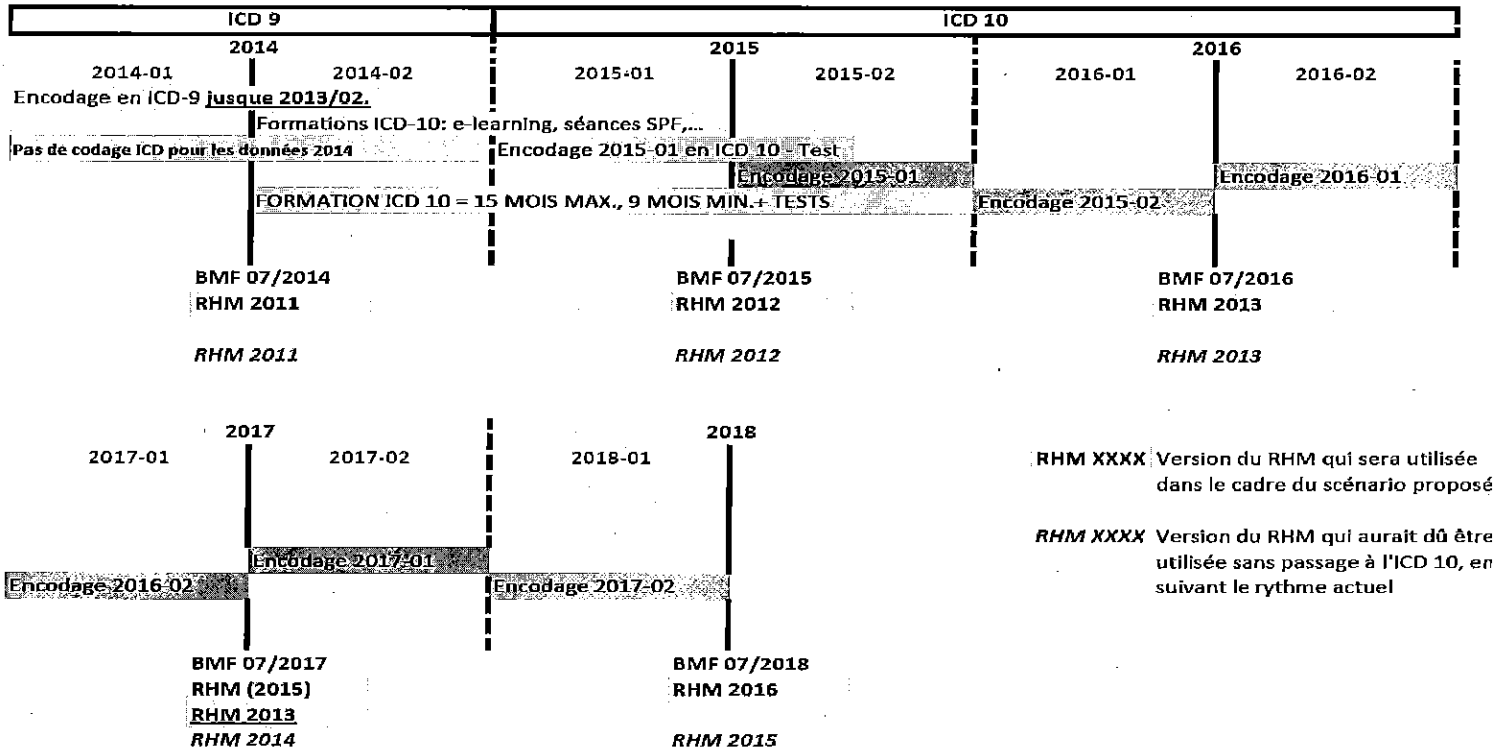 ICD 9
ICD 10
2014
2015
2016
2014-01
2014-02
2015-01
2015-02
2016-01
2016-02
Encodage en ICD-9 jusque 2013/02.
Formations ICD-10: e-learning, séances SPF,...
Pas de codage ICD pour les données 2014
Encodage 2015-01 en ICD 10 - Test
Encodage 2015-01
Encodage 2016-01
FORMATION ICD 10 = 15 MOIS MAX., 9 MOIS MIN.+ TESTS
Encodage 2015-02
BMF 07/2014
RHM 2011
RHM 2011
BMF 07/2015
RHM 2012
RHM 2012
BMF 07/2016
RHM 2013
RHM 2013
2017
2018
2017-01
2017-02
2018-01
Encodage 2017-01
Encodage 2016-02
Encodage 2017-02
BMF 07/2017
RHM (2015)
RHM 2013
RHM 2014
BMF 07/2018
RHM 2016
RHM 2015
RHM XXXX Version du RHM qui sera utilisée
dans le cadre du scénario proposé
RHM XXXX Version du RHM qui aurait dû être
utilisée sans passage à l'ICD 10, en
suivant le rythme actuel